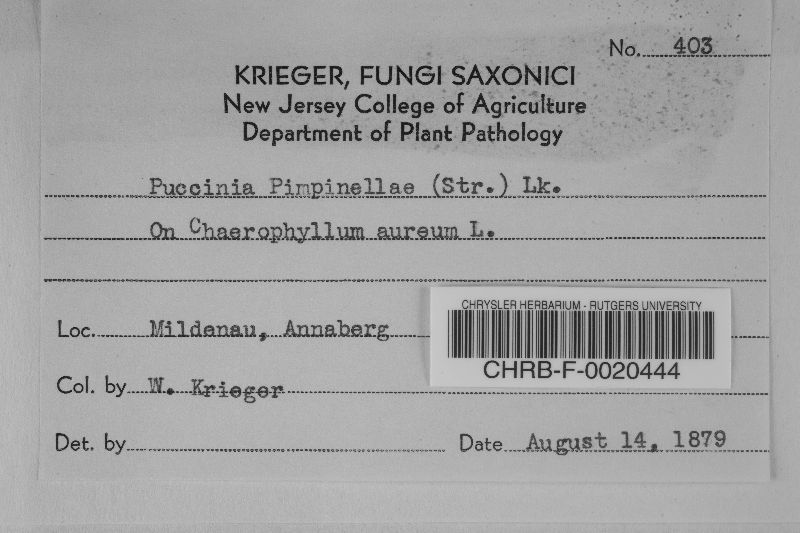 No. 403
KRIEGER, FUNGI SAXONICI
New Jersey College of Agriculture
Department of Plant Pathology
Puccinia Pimpinellae (Str.) Lk.
On Chaerophyllum aureum L.
Loc. Mildenau, Annaberg
CHRYSLER HERBARIUM - RUTGERS UNIVERSITY
CHRB-F-0020444
Col. by W. Krieger
Det. by
Date August 14, 1879